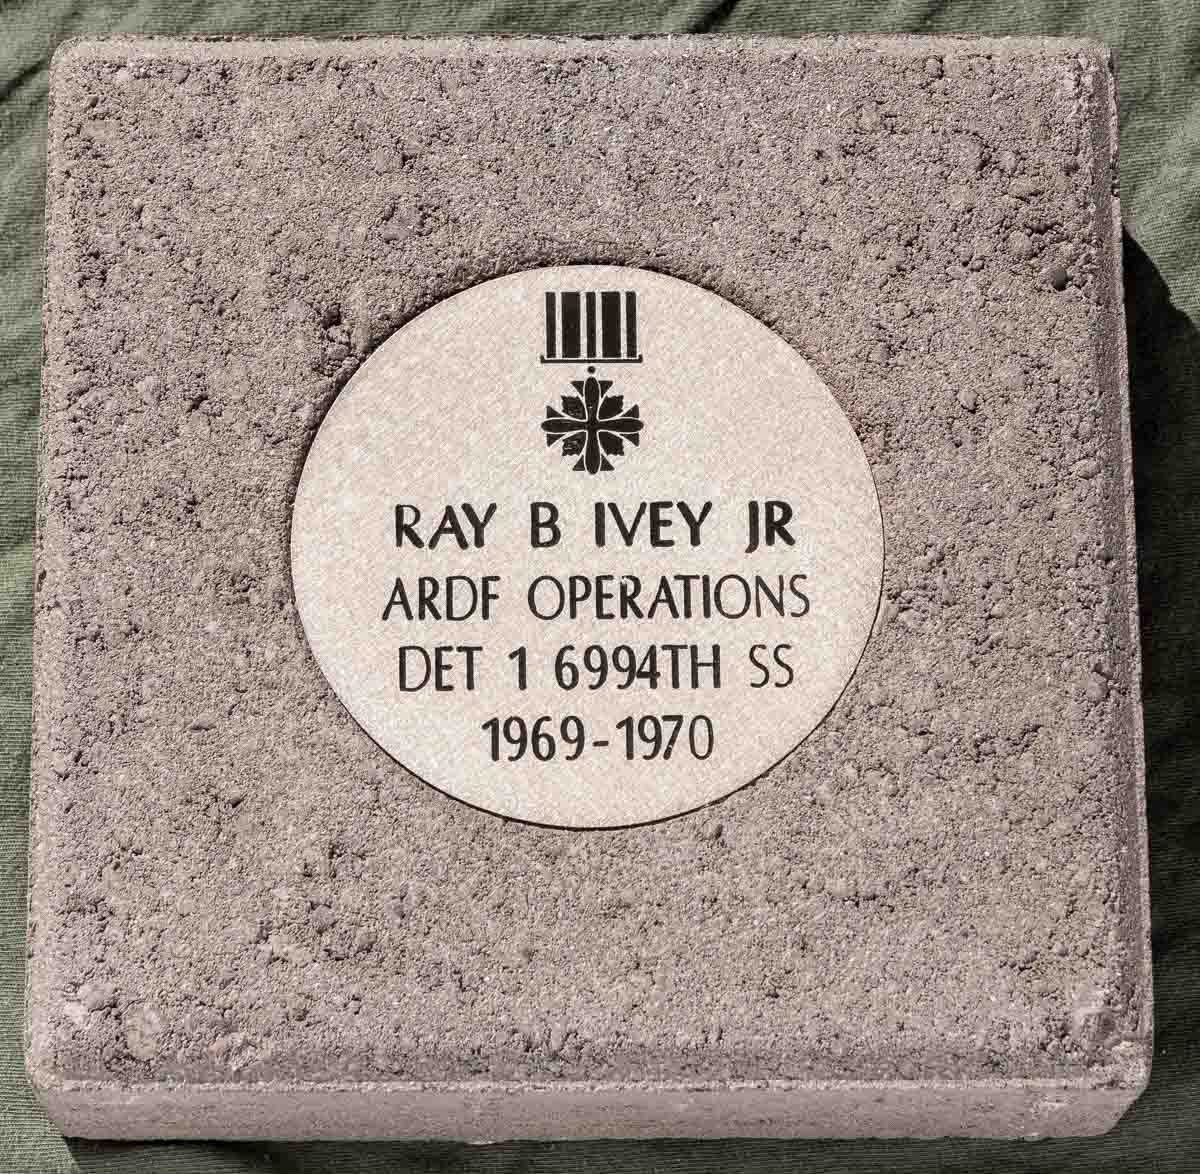 RAY B IVEY JR
ARDF OPERATIONS
DET 1 6994TH SS
1969-1970